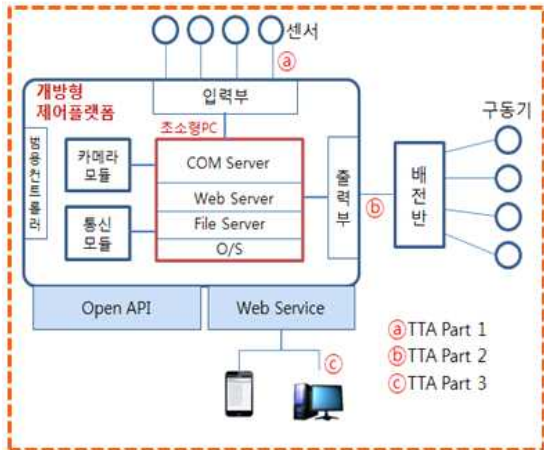 센서
ⓐ
개방형
제어플랫폼
입력부
초소형PC
구동기
범용컨트롤러
카메라
모듈
COM Server
Web Server
File Server
O/S
통신
모듈
출력부
ⓑ
배전반
Open API
Web Service
ⓒ
ⓐTTA Part 1
ⓑTTA Part 2
ⓒTTA Part 3